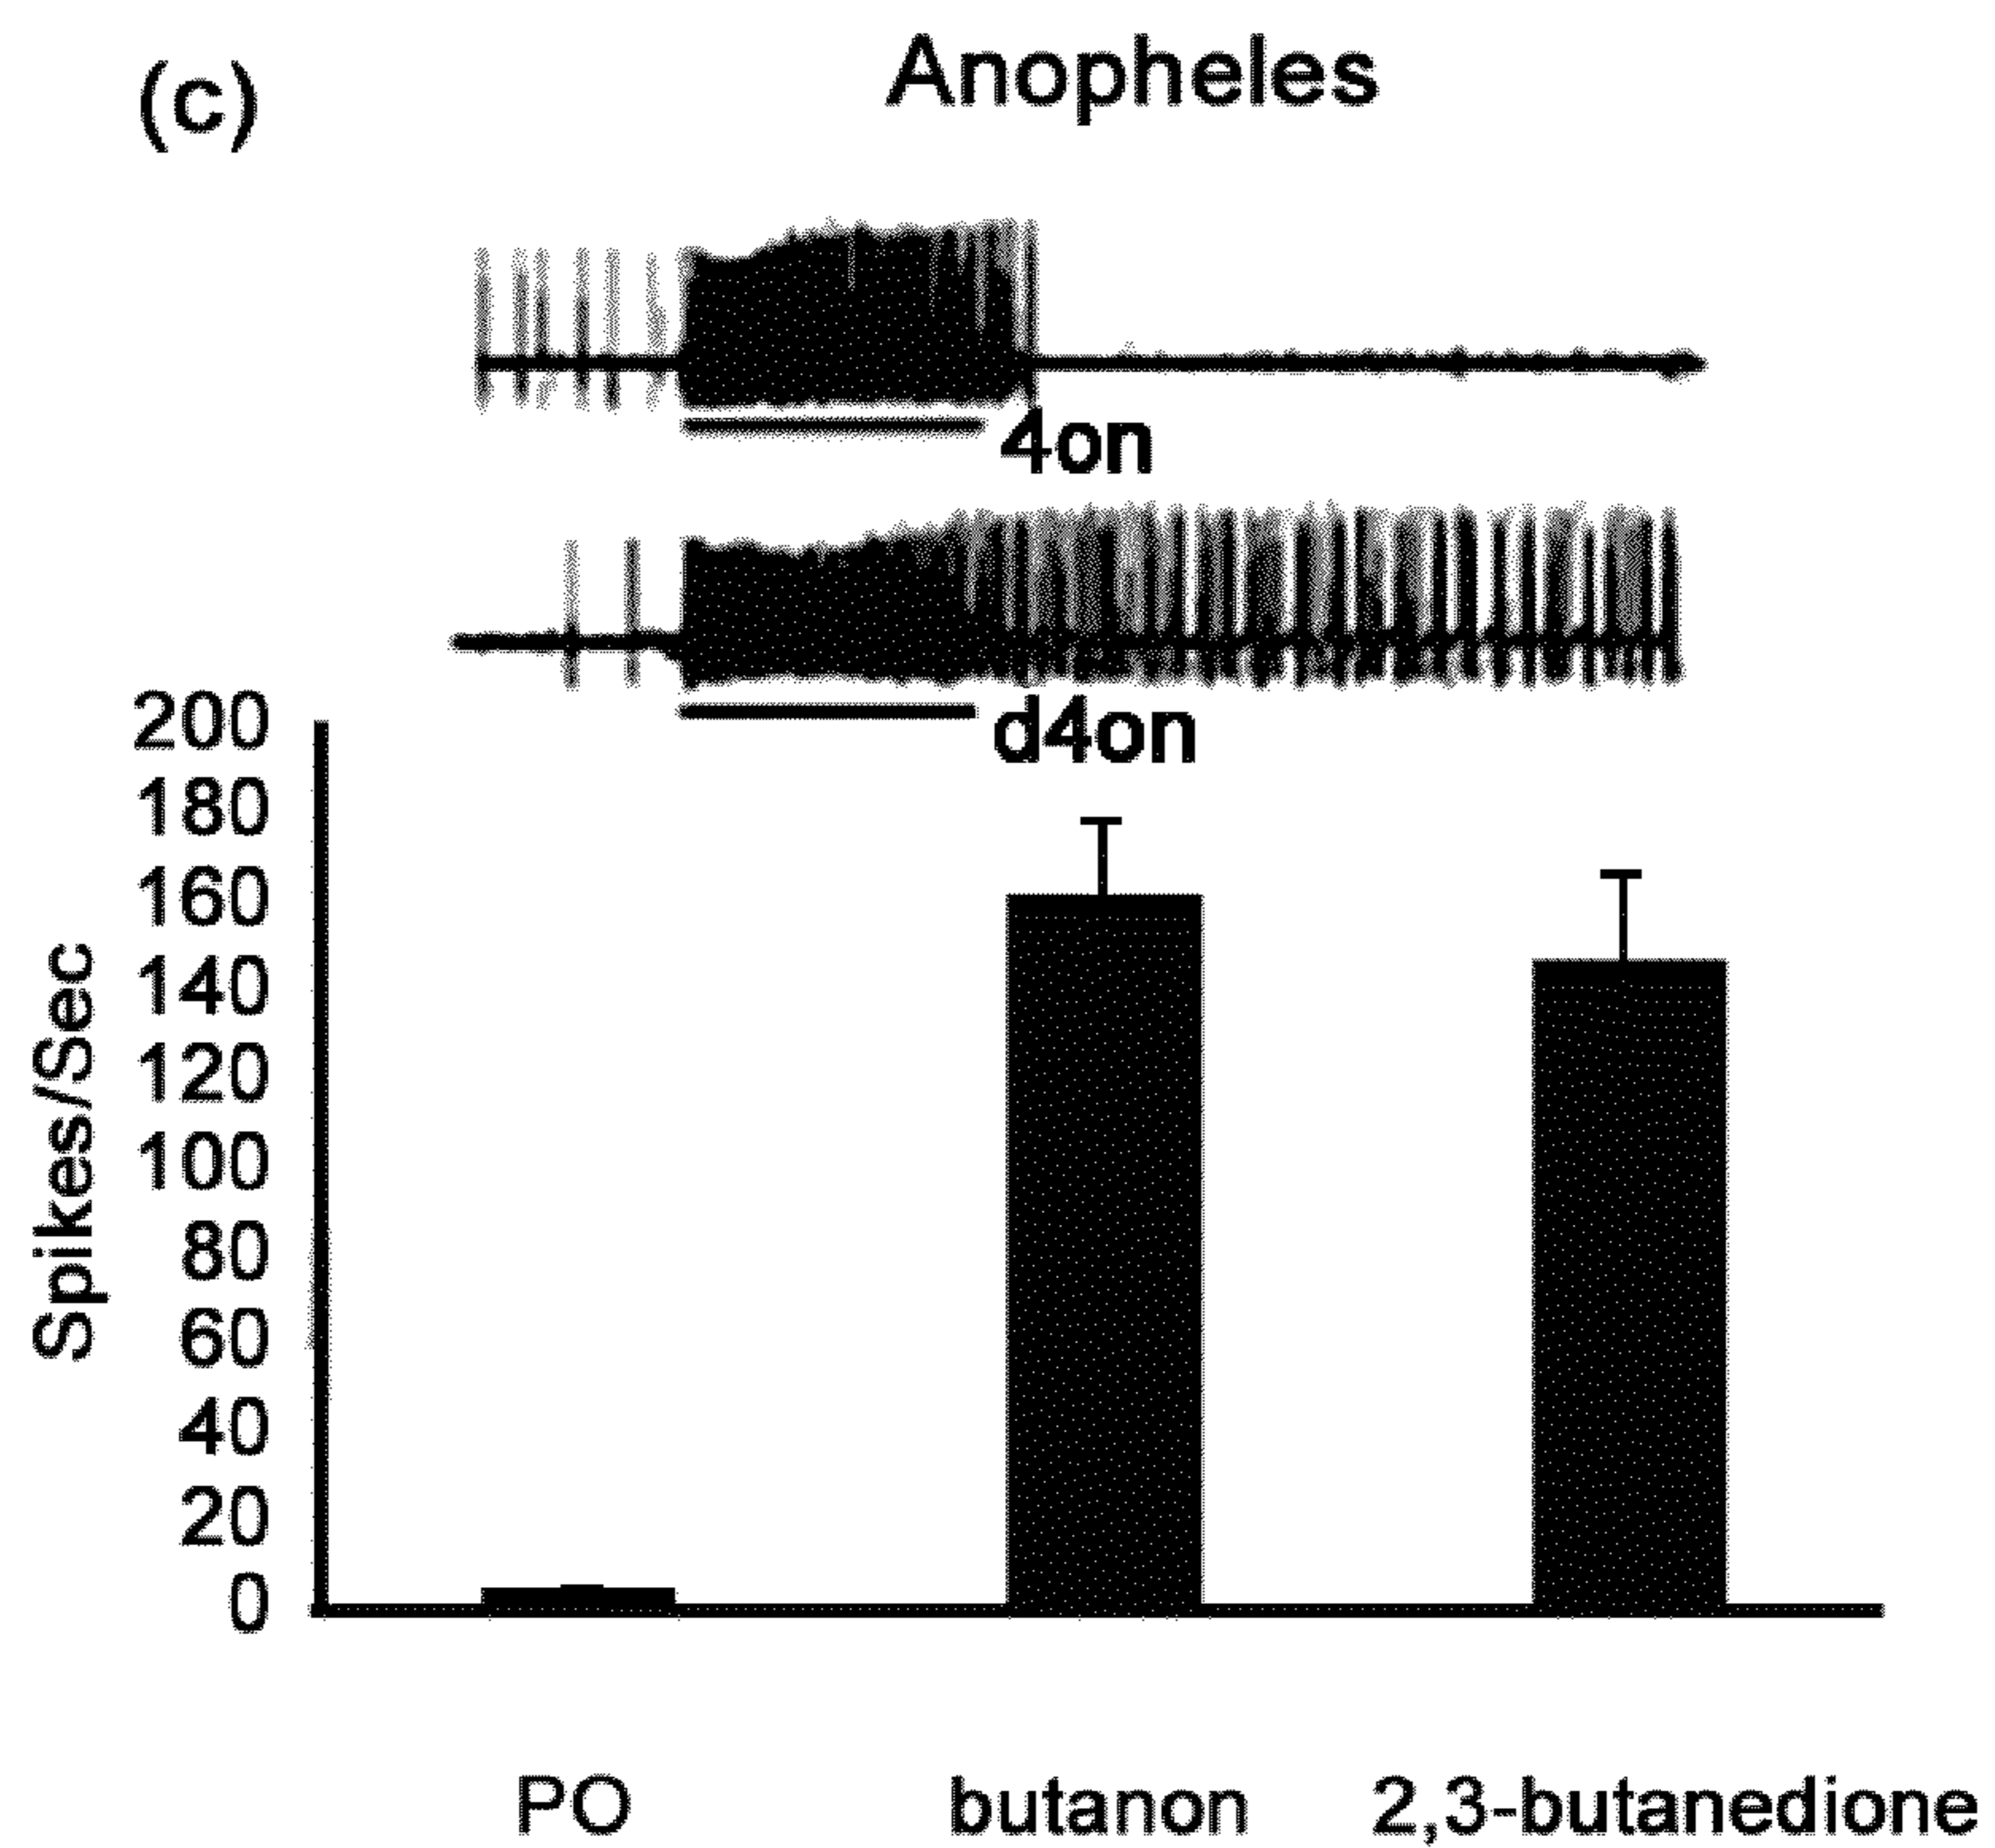 (c)
Anopheles
4on
d4on
200
180
160
140
120
100
80
60
40
20
0
Spikes/Sec
PO
butanon
2,3-butanedione